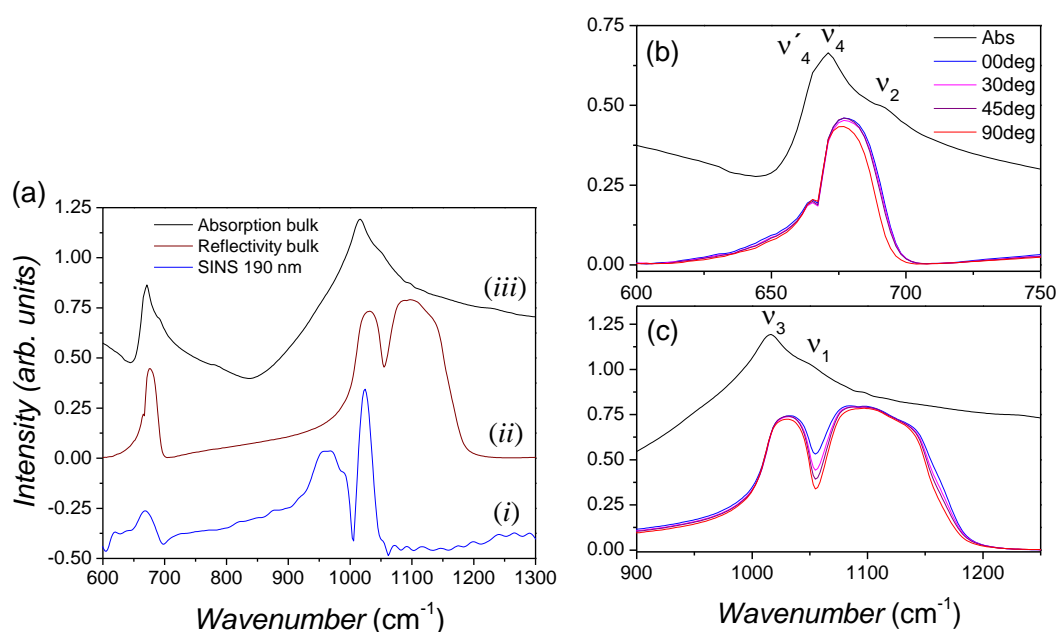 (a)
Intensity (arb. units)
1.25
1.00
0.75
0.50
0.25
0.00
-0.25
-0.50
Absorption bulk
Reflectivity bulk
SINS 190 nm
(iii)
(ii)
(i)
600 700 800 900 1000 1100 1200 1300
Wavenumber (cm⁻¹)
(b)
0.75
0.50
0.25
0.00
ν´₄ ν₄
ν₂
Abs
00deg
30deg
45deg
90deg
600 650 700 750
(c)
1.25
1.00
0.75
0.50
0.25
0.00
ν₃
ν₁
900 1000 1100 1200
Wavenumber (cm⁻¹)